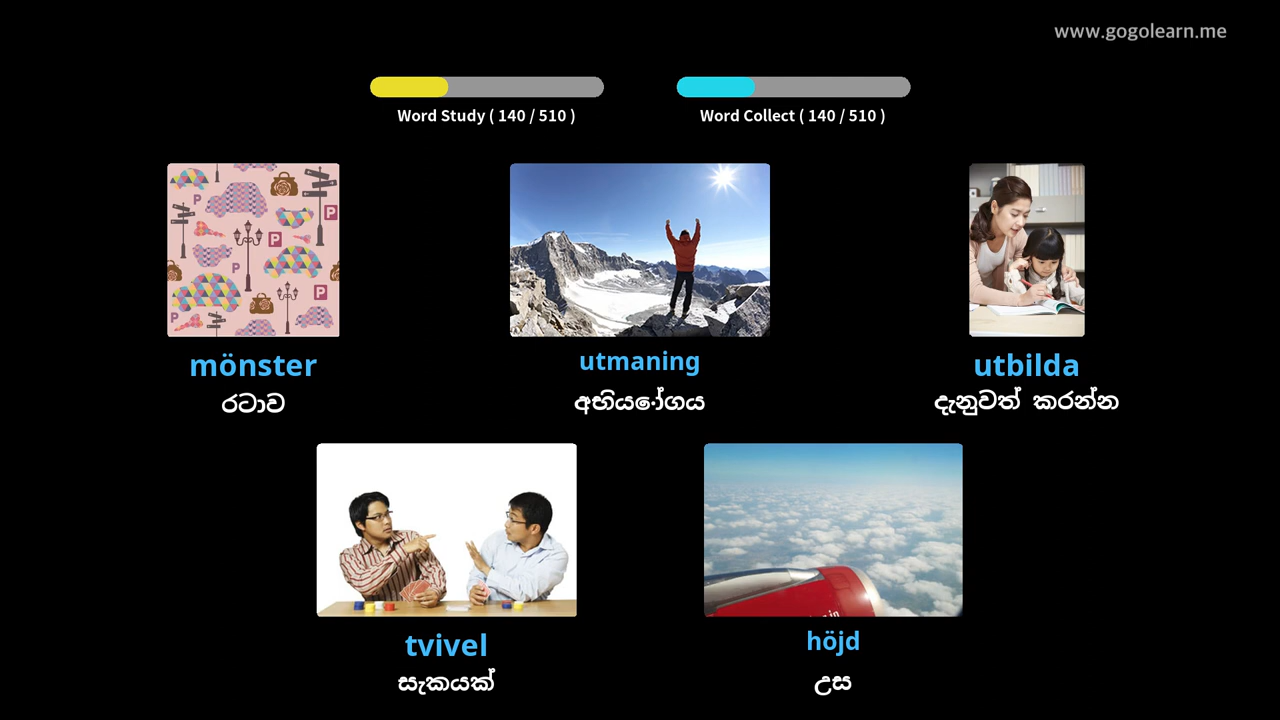 www.gogolearn.me
Word Study ( 140 / 510 )
Word Collect ( 140 / 510 )
mönster
රටාව
utmaning
අභියෝගය
utbilda
දැනුවත් කරන්න
tvivel
සැකයක්
höjd
උස